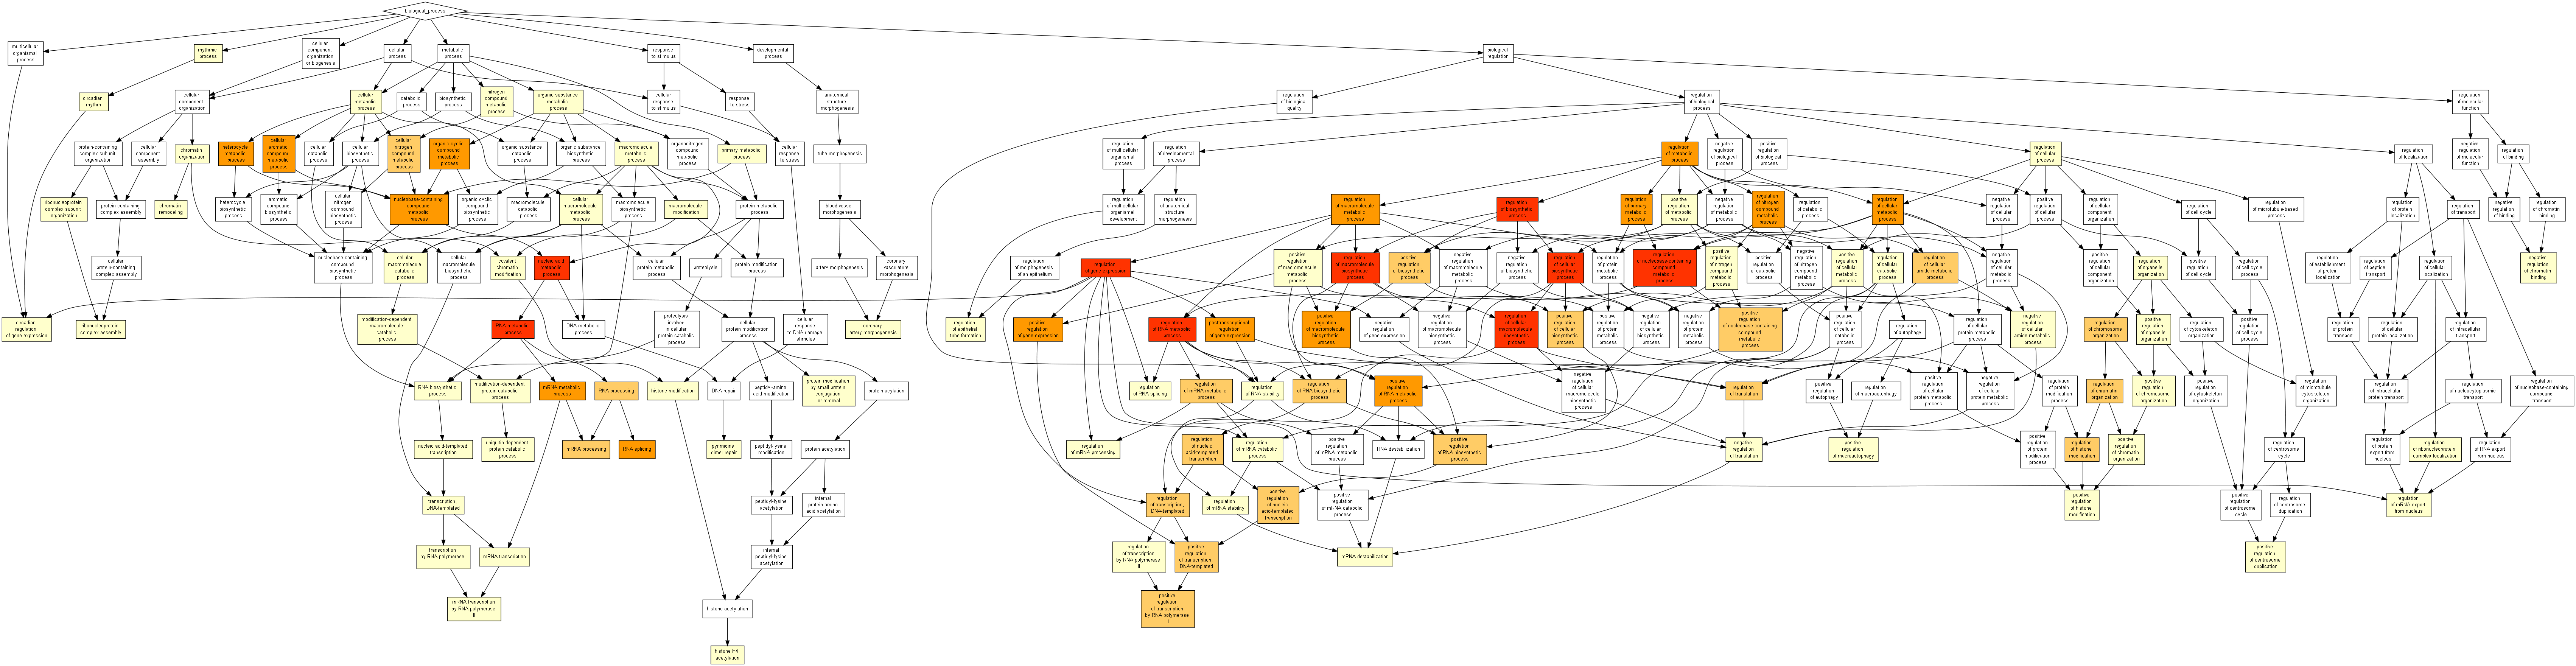 biological_process
multicellular
organismal
process
rhythmic
process
cellular
component
organization
or biogenesis
cellular
process
metabolic
process
response
to stimulus
developmental
process
biological
regulation
circadian
rhythm
cellular
component
organization
cellular
metabolic
process
catabolic
process
biosynthetic
process
nitrogen
compound
metabolic
process
organic substance
metabolic
process
cellular
response
to stimulus
response
to stress
anatomical
structure
morphogenesis
regulation
of biological
quality
regulation
of biological
process
regulation
of molecular
function
protein-containing
complex subunit
organization
cellular
component
assembly
chromatin
organization
heterocycle
metabolic
process
cellular
aromatic
compound
metabolic
process
cellular
catabolic
process
cellular
biosynthetic
process
cellular
nitrogen
compound
metabolic
process
organic cyclic
compound
metabolic
process
organic substance
catabolic
process
organic substance
biosynthetic
process
macromolecule
metabolic
process
organonitrogen
compound
metabolic
process
primary metabolic
process
cellular
response
to stress
tube morphogenesis
regulation
of multicellular
organismal
process
regulation
of developmental
process
regulation
of metabolic
process
negative
regulation
of biological
process
positive
regulation
of biological
process
regulation
of cellular
process
regulation
of localization
negative
regulation
of molecular
function
regulation
of binding
ribonucleoprotein
complex subunit
organization
protein-containing
complex assembly
chromatin
remodeling
heterocycle
biosynthetic
process
aromatic
compound
biosynthetic
process
cellular
nitrogen
compound
biosynthetic
process
nucleobase-containing
compound
metabolic
process
organic cyclic
compound
biosynthetic
process
macromolecule
catabolic
process
cellular
macromolecule
metabolic
process
macromolecule
biosynthetic
process
macromolecule
modification
protein metabolic
process
blood vessel
morphogenesis
regulation
of multicellular
organismal
development
regulation
of anatomical
structure
morphogenesis
regulation
of macromolecule
metabolic
process
regulation
of biosynthetic
process
regulation
of primary
metabolic
process
positive
regulation
of metabolic
process
negative
regulation
of metabolic
process
regulation
of nitrogen
compound
metabolic
process
regulation
of catabolic
process
regulation
of cellular
metabolic
process
negative
regulation
of cellular
process
positive
regulation
of cellular
process
regulation
of cellular
component
organization
regulation
of cell cycle
regulation
of microtubule-based
process
regulation
of protein
localization
regulation
of transport
negative
regulation
of binding
regulation
of chromatin
binding
cellular
protein-containing
complex assembly
nucleobase-containing
compound
biosynthetic
process
cellular
macromolecule
catabolic
process
cellular
macromolecule
biosynthetic
process
covalent
chromatin
modification
nucleic acid
metabolic
process
cellular
protein metabolic
process
proteolysis
protein modification
process
artery morphogenesis
coronary
vasculature
morphogenesis
regulation
of morphogenesis
of an epithelium
regulation
of gene expression
positive
regulation
of macromolecule
metabolic
process
regulation
of macromolecule
biosynthetic
process
positive
regulation
of biosynthetic
process
negative
regulation
of macromolecule
metabolic
process
negative
regulation
of biosynthetic
process
regulation
of cellular
biosynthetic
process
regulation
of protein
metabolic
process
regulation
of nucleobase-containing
compound
metabolic
process
positive
regulation
of nitrogen
compound
metabolic
process
positive
regulation
of catabolic
process
negative
regulation
of nitrogen
compound
metabolic
process
positive
regulation
of cellular
metabolic
process
regulation
of cellular
catabolic
process
regulation
of cellular
amide metabolic
process
negative
regulation
of cellular
metabolic
process
positive
regulation
of cellular
component
organization
regulation
of organelle
organization
positive
regulation
of cell cycle
regulation
of cell cycle
process
regulation
of establishment
of protein
localization
regulation
of peptide
transport
regulation
of cellular
localization
negative
regulation
of chromatin
binding
circadian
regulation
of gene expression
ribonucleoprotein
complex assembly
modification-dependent
macromolecule
catabolic
process
RNA metabolic
process
DNA metabolic
process
proteolysis
involved
in cellular
protein catabolic
process
cellular
protein modification
process
cellular
response
to DNA damage
stimulus
coronary
artery morphogenesis
regulation
of epithelial
tube formation
positive
regulation
of gene expression
regulation
of RNA metabolic
process
posttranscriptional
regulation
of gene expression
positive
regulation
of macromolecule
biosynthetic
process
negative
regulation
of gene expression
negative
regulation
of macromolecule
biosynthetic
process
regulation
of cellular
macromolecule
biosynthetic
process
positive
regulation
of cellular
biosynthetic
process
positive
regulation
of protein
metabolic
process
negative
regulation
of cellular
biosynthetic
process
negative
regulation
of protein
metabolic
process
positive
regulation
of nucleobase-containing
compound
metabolic
process
positive
regulation
of cellular
catabolic
process
regulation
of autophagy
regulation
of cellular
protein metabolic
process
negative
regulation
of cellular
amide metabolic
process
regulation
of chromosome
organization
positive
regulation
of organelle
organization
regulation
of cytoskeleton
organization
positive
regulation
of cell cycle
process
regulation
of protein
transport
regulation
of cellular
protein localization
regulation
of intracellular
transport
RNA biosynthetic
process
modification-dependent
protein catabolic
process
mRNA metabolic
process
RNA processing
histone modification
DNA repair
peptidyl-amino
acid modification
protein modification
by small protein
conjugation
or removal
protein acylation
regulation
of RNA splicing
regulation
of mRNA metabolic
process
regulation
of RNA stability
regulation
of RNA biosynthetic
process
positive
regulation
of RNA metabolic
process
negative
regulation
of cellular
macromolecule
biosynthetic
process
regulation
of translation
positive
regulation
of autophagy
regulation
of macroautophagy
positive
regulation
of cellular
protein metabolic
process
negative
regulation
of cellular
protein metabolic
process
regulation
of protein
modification
process
regulation
of chromatin
organization
positive
regulation
of chromosome
organization
positive
regulation
of cytoskeleton
organization
regulation
of microtubule
cytoskeleton
organization
regulation
of intracellular
protein transport
regulation
of nucleocytoplasmic
transport
regulation
of nucleobase-containing
compound
transport
nucleic acid-templated
transcription
ubiquitin-dependent
protein catabolic
process
mRNA processing
RNA splicing
pyrimidine
dimer repair
peptidyl-lysine
modification
protein acetylation
regulation
of mRNA processing
regulation
of nucleic
acid-templated
transcription
regulation
of mRNA catabolic
process
positive
regulation
of mRNA metabolic
process
RNA destabilization
positive
regulation
of RNA biosynthetic
process
negative
regulation
of translation
positive
regulation
of macroautophagy
positive
regulation
of protein
modification
process
regulation
of histone
modification
positive
regulation
of chromatin
organization
regulation
of centrosome
cycle
regulation
of protein
export from
nucleus
regulation
of ribonucleoprotein
complex localization
regulation
of RNA export
from nucleus
transcription,
DNA-templated
peptidyl-lysine
acetylation
internal
protein amino
acid acetylation
regulation
of transcription,
DNA-templated
regulation
of mRNA stability
positive
regulation
of nucleic
acid-templated
transcription
positive
regulation
of mRNA catabolic
process
positive
regulation
of histone
modification
positive
regulation
of centrosome
cycle
regulation
of centrosome
duplication
regulation
of mRNA export
from nucleus
transcription
by RNA polymerase
II
mRNA transcription
internal
peptidyl-lysine
acetylation
regulation
of transcription
by RNA polymerase
II
positive
regulation
of transcription,
DNA-templated
mRNA destabilization
positive
regulation
of centrosome
duplication
mRNA transcription
by RNA polymerase
II
histone acetylation
positive
regulation
of transcription
by RNA polymerase
II
histone H4
acetylation